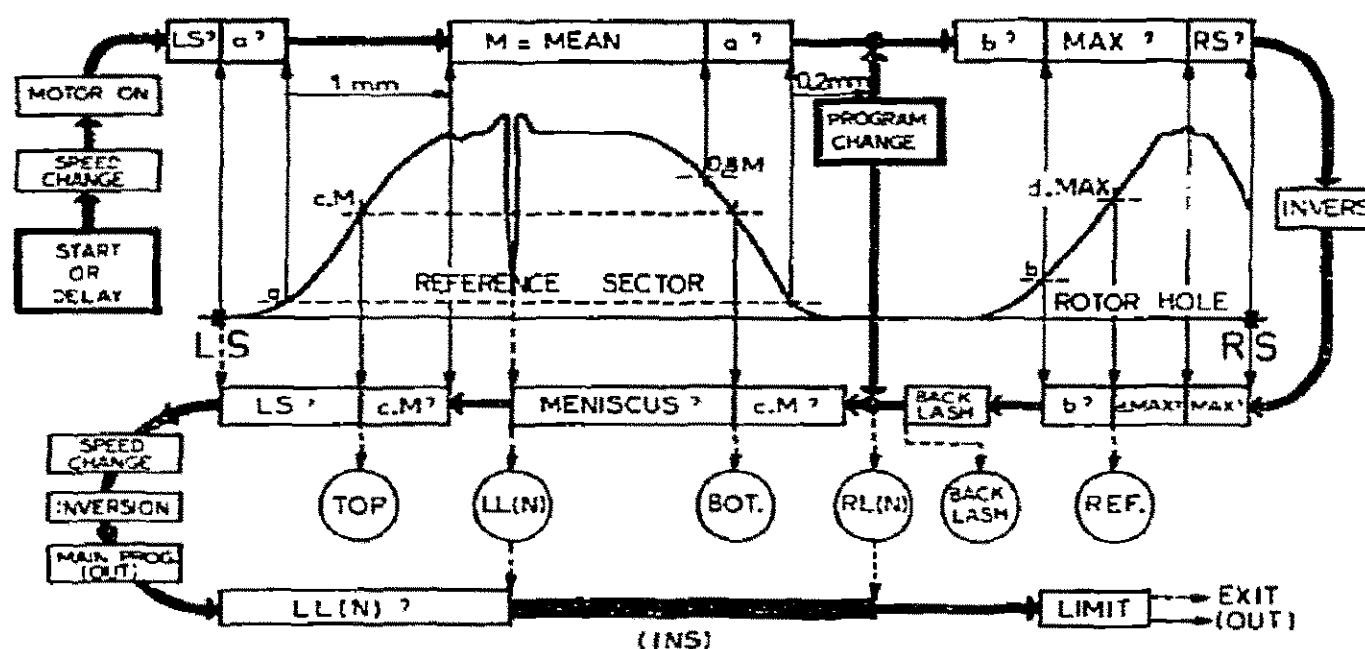 LS? a? M = MEAN a? b? MAX? RS?
MOTOR ON
1 mm
0.2mm
SPEED CHANGE
PROGRAM CHANGE
0.8M
c.M
d.MAX
INVERS
START OR DELAY
a
REFERENCE SECTOR
b
ROTOR HOLE
LS
RS
LS? c.M? MENISCUS? c.M? BACK LASH b? d.MAX? MAX?
SPEED CHANGE
INVERSION
TOP LL(N) BOT. RL(N) BACK LASH REF.
MAIN PROG. (OUT)
LL(N)? LIMIT EXIT (OUT)
(INS)